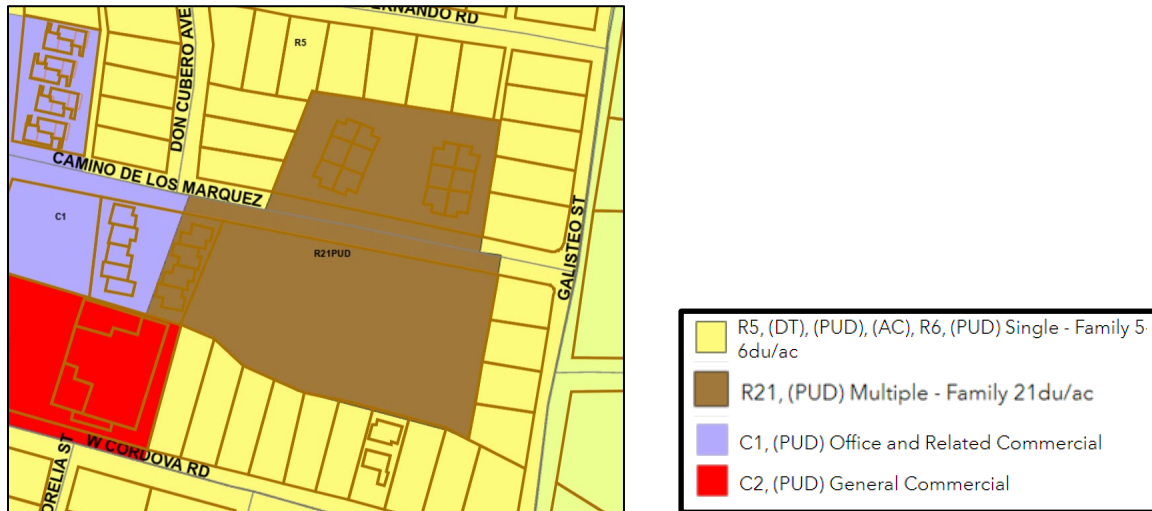 ERNANDO RD
R5
DON CUBERO AVE
CAMINO DE LOS MARQUEZ
C1
R21PUD
GALISTEO ST
W CORDOVA RD
ORELIA ST
R5, (DT), (PUD), (AC), R6, (PUD) Single - Family 5-
6du/ac
R21, (PUD) Multiple - Family 21du/ac
C1, (PUD) Office and Related Commercial
C2, (PUD) General Commercial